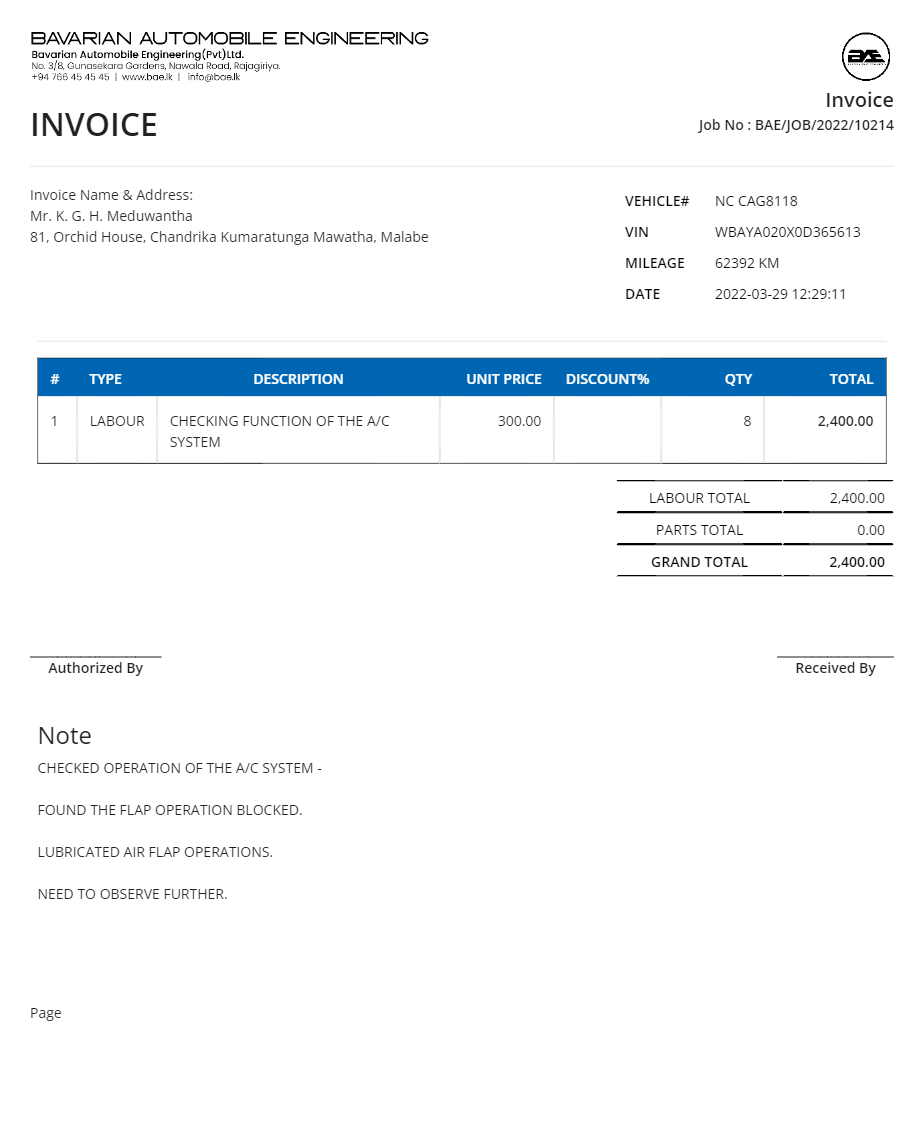 BAVARIAN AUTOMOBILE ENGINEERING
Bavarian Automobile Engineering(Pvt)Ltd.
No. 3/8, Gunasekara Gardens, Nawala Road, Rajagiriya.
+94 766 45 45 45 | www.bae.lk | info@bae.lk
BAE
Invoice
INVOICE
Job No : BAE/JOB/2022/10214
Invoice Name & Address:
Mr. K. G. H. Meduwantha
81, Orchid House, Chandrika Kumaratunga Mawatha, Malabe
VEHICLE# NC CAG8118
VIN WBAYA020X0D365613
MILEAGE 62392 KM
DATE 2022-03-29 12:29:11
# TYPE DESCRIPTION UNIT PRICE DISCOUNT% QTY TOTAL
1 LABOUR CHECKING FUNCTION OF THE A/C 300.00 8 2,400.00
SYSTEM
LABOUR TOTAL 2,400.00
PARTS TOTAL 0.00
GRAND TOTAL 2,400.00
Authorized By Received By
Note
CHECKED OPERATION OF THE A/C SYSTEM -
FOUND THE FLAP OPERATION BLOCKED.
LUBRICATED AIR FLAP OPERATIONS.
NEED TO OBSERVE FURTHER.
Page